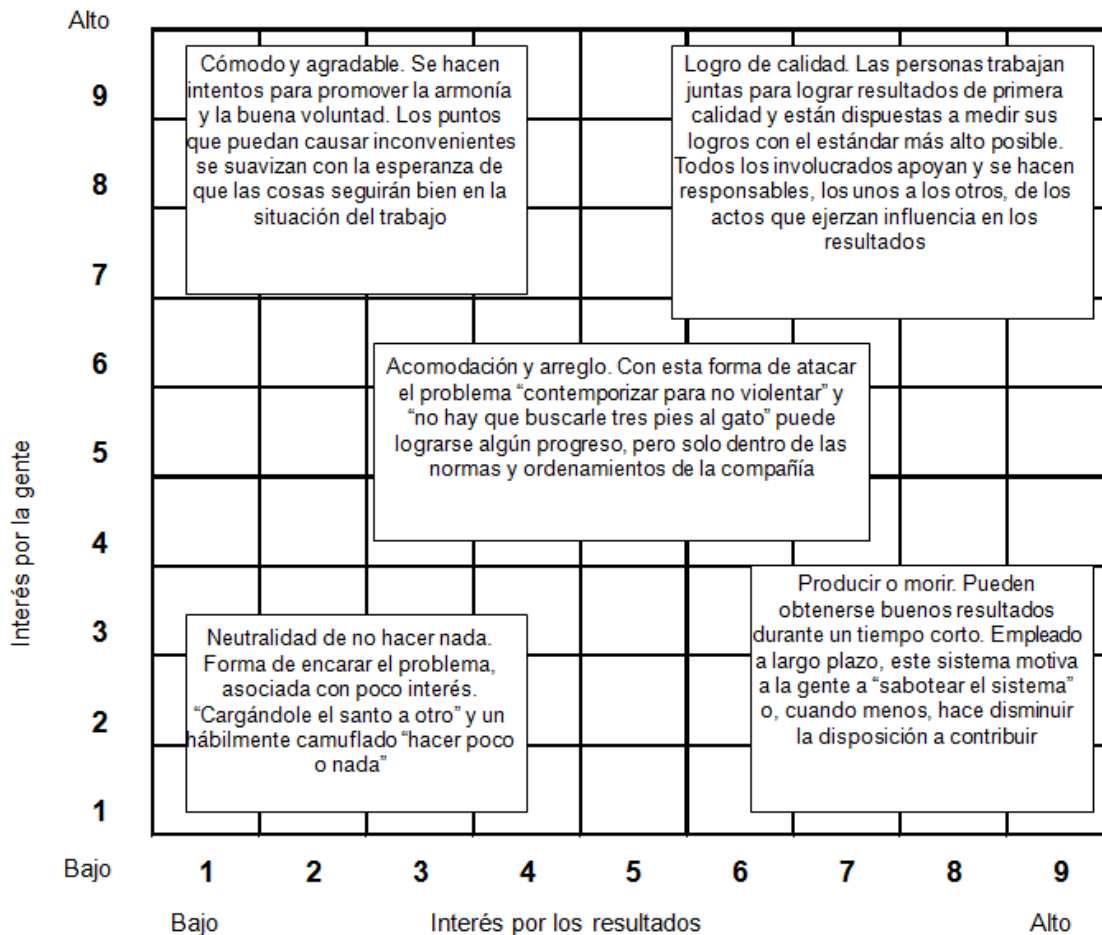 Alto
Cómodo y agradable. Se hacen
intentos para promover la armonía
y la buena voluntad. Los puntos
que puedan causar inconvenientes
se suavizan con la esperanza de
que las cosas seguirán bien en la
situación del trabajo
Logro de calidad. Las personas trabajan
juntas para lograr resultados de primera
calidad y están dispuestas a medir sus
logros con el estándar más alto posible.
Todos los involucrados apoyan y se hacen
responsables, los unos a los otros, de los
actos que ejerzan influencia en los
resultados
9
8
7
6
5
4
3
2
1
Interés por la gente
Acomodación y arreglo. Con esta forma de atacar
el problema “contemporizar para no violentar” y
“no hay que buscarle tres pies al gato” puede
lograrse algún progreso, pero solo dentro de las
normas y ordenamientos de la compañía
Neutralidad de no hacer nada.
Forma de encarar el problema,
asociada con poco interés.
“Cargándole el santo a otro” y un
hábilmente camuflado “hacer poco
o nada”
Producir o morir. Pueden
obtenerse buenos resultados
durante un tiempo corto. Empleado
a largo plazo, este sistema motiva
a la gente a “sabotear el sistema”
o, cuando menos, hace disminuir
la disposición a contribuir
Bajo 1 2 3 4 5 6 7 8 9
Bajo Interés por los resultados Alto